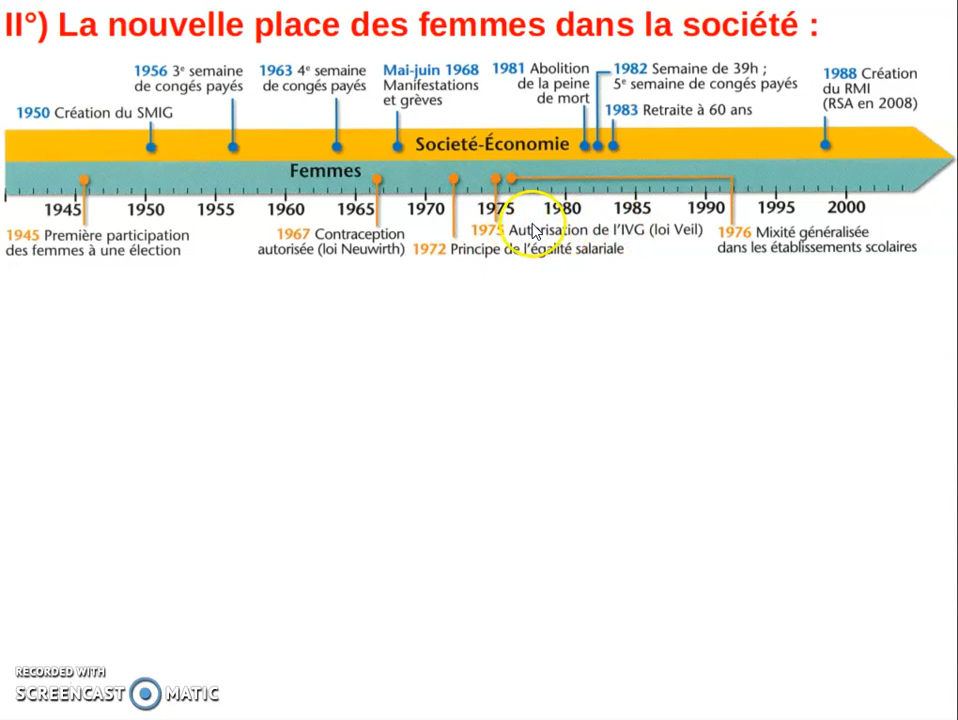 II°) La nouvelle place des femmes dans la société :
1956 3e semaine
de congés payés
1963 4e semaine
de congés payés
Mai-juin 1968
Manifestations
et grèves
1981 Abolition
de la peine
de mort
1982 Semaine de 39h ;
5e semaine de congés payés
1988 Création
du RMI
(RSA en 2008)
1950 Création du SMIG
1983 Retraite à 60 ans
Societé-Économie
Femmes
1945 1950 1955 1960 1965 1970 1975 1980 1985 1990 1995 2000
1945 Première participation
des femmes à une élection
1967 Contraception
autorisée (loi Neuwirth)
1972 Principe de l'égalité salariale
1975 Autorisation de l'IVG (loi Veil)
1976 Mixité généralisée
dans les établissements scolaires
RECORDED WITH
SCREENCAST MATIC